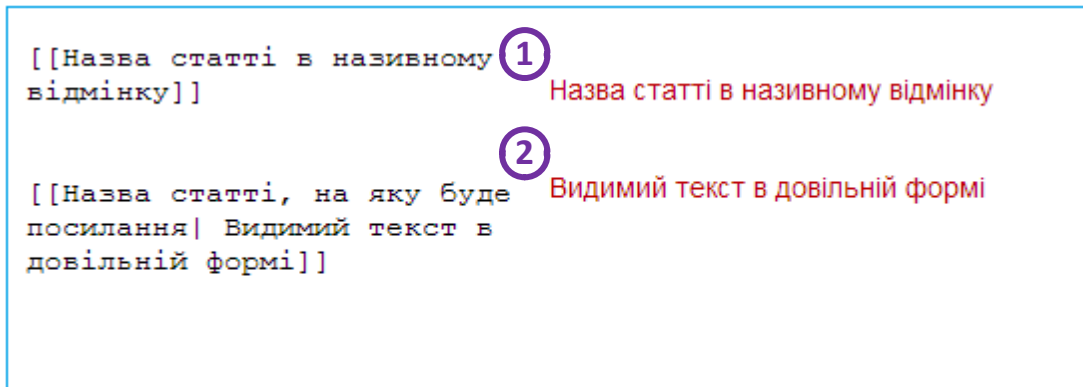 [[Назва статті в називному
відмінку]]
1
Назва статті в називному відмінку
[[Назва статті, на яку буде
посилання| Видимий текст в
довільній формі]]
2
Видимий текст в довільній формі